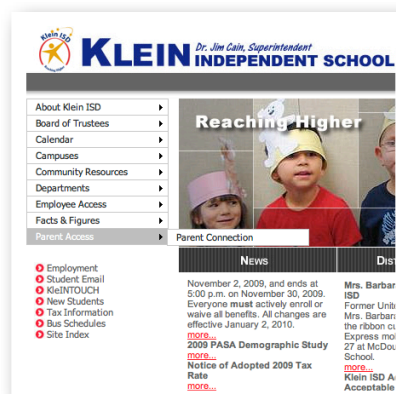 Klein ISD
KLEIN
Dr. Jim Cain, Superintendent
INDEPENDENT SCHOOL
About Klein ISD
Board of Trustees
Calendar
Campuses
Community Resources
Departments
Employee Access
Facts & Figures
Parent Access
Parent Connection
Reaching Higher
Employment
Student Email
KleINTOUCH
New Students
Tax Information
Bus Schedules
Site Index
NEWS
November 2, 2009, and ends at
5:00 p.m. on November 30, 2009.
Everyone must actively enroll or
waive all benefits. All changes are
effective January 2, 2010.
more...
2009 PASA Demographic Study
more...
Notice of Adopted 2009 Tax
Rate
more...
DIS
Mrs. Barbar
ISD
Former Unite
Mrs. Barbar
the ribbon cu
Express mo
27 at McDou
School.
more...
Klein ISD A
Acceptable